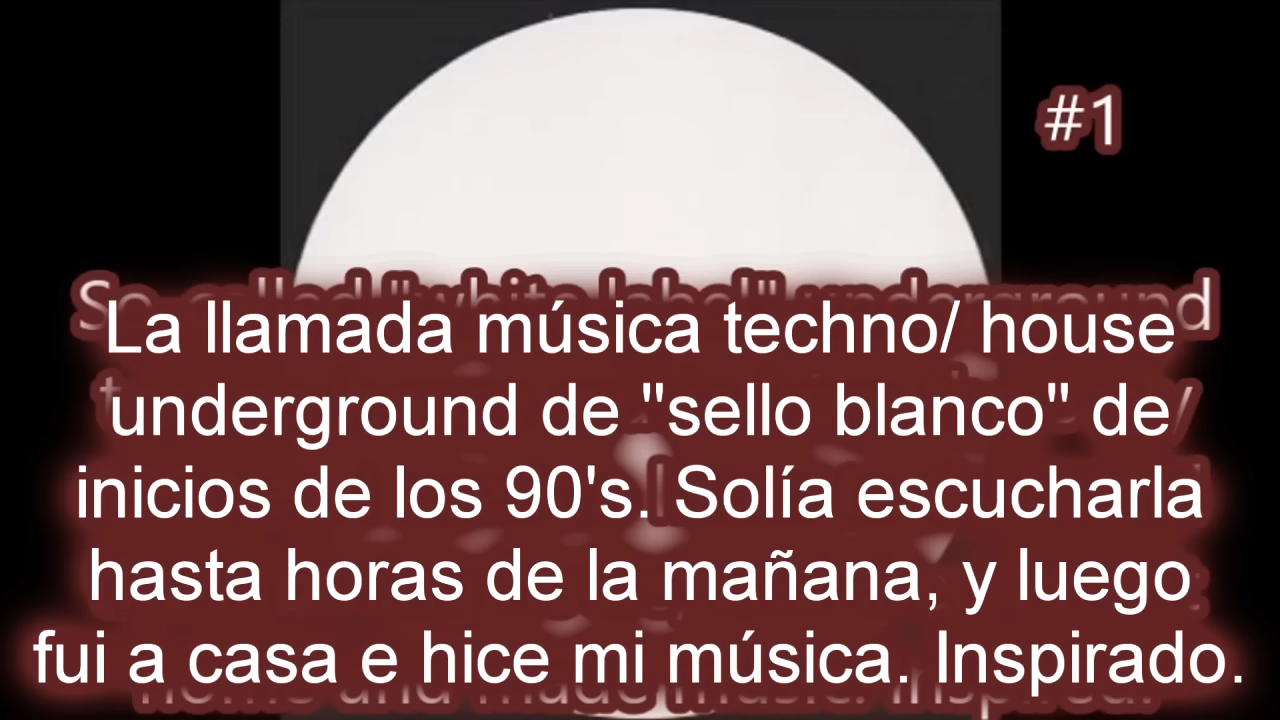 #1
La llamada música techno/ house
underground de "sello blanco" de
inicios de los 90's. Solía escucharla
hasta horas de la mañana, y luego
fui a casa e hice mi música. Inspirado.